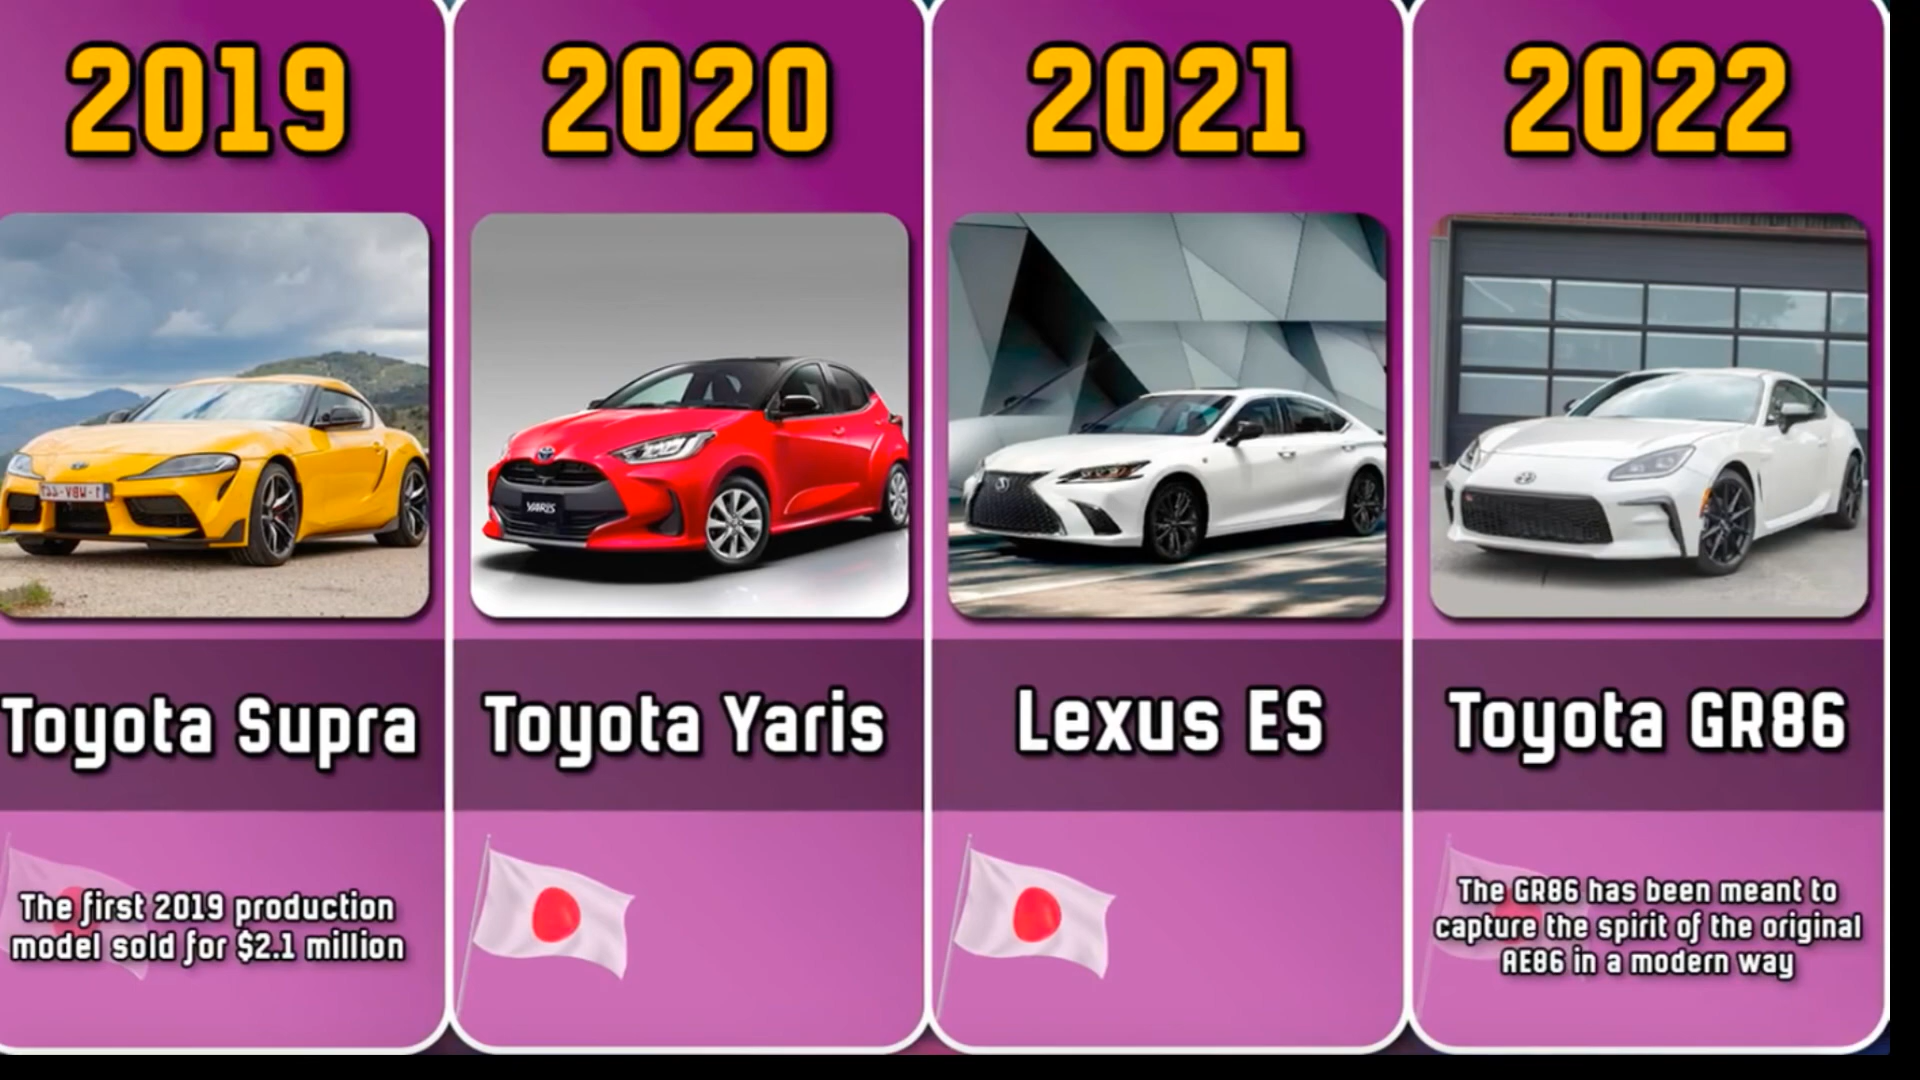 2019
2020
2021
2022
YARIS
Toyota Supra
Toyota Yaris
Lexus ES
Toyota GR86
The first 2019 production
model sold for $2.1 million
The GR86 has been meant to
capture the spirit of the original
AE86 in a modern way